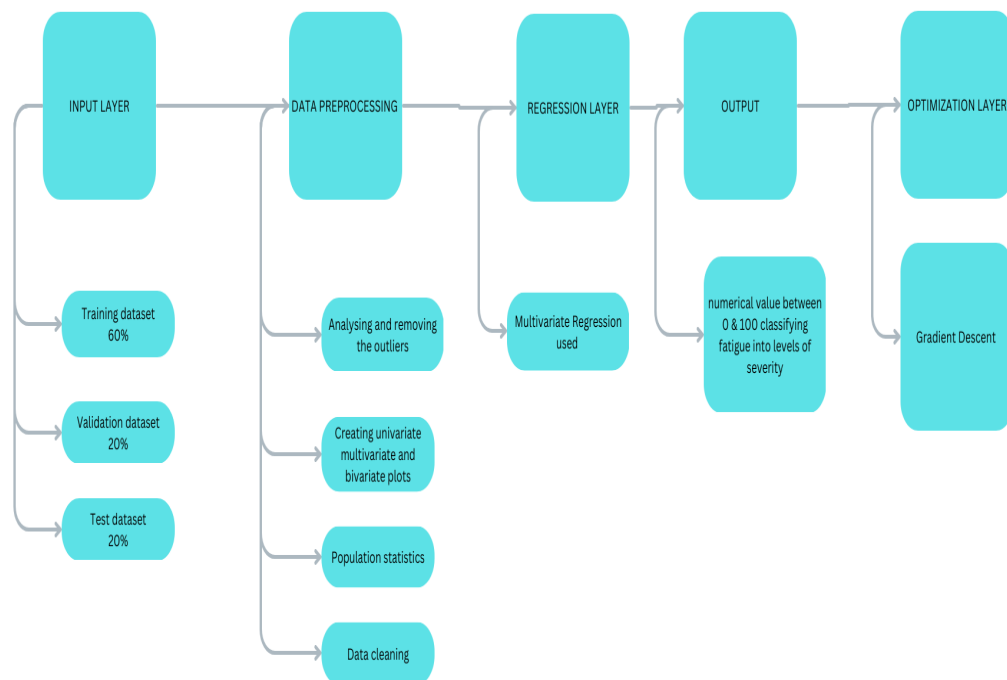 INPUT LAYER
DATA PREPROCESSING
REGRESSION LAYER
OUTPUT
OPTIMIZATION LAYER
Training dataset
60%
Validation dataset
20%
Test dataset
20%
Analysing and removing
the outliers
Creating univariate
multivariate and
bivariate plots
Population statistics
Data cleaning
Multivariate Regression
used
numerical value between
0 & 100 classifying
fatigue into levels of
severity
Gradient Descent